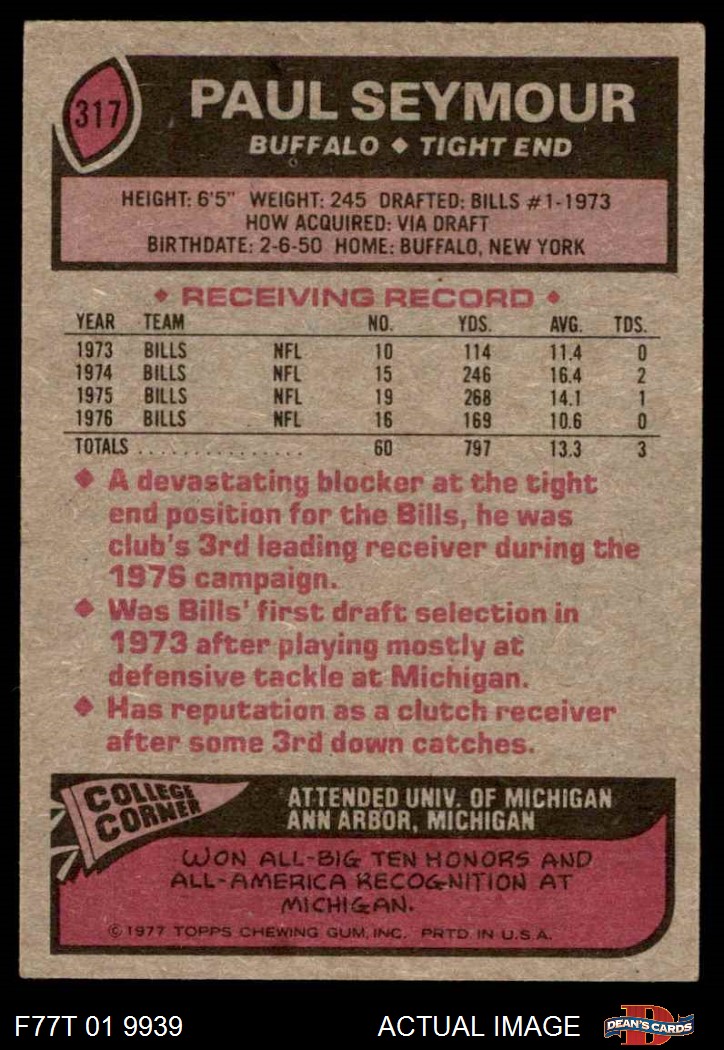 317
PAUL SEYMOUR
BUFFALO ◆ TIGHT END
HEIGHT: 6'5" WEIGHT: 245 DRAFTED: BILLS #1-1973
HOW ACQUIRED: VIA DRAFT
BIRTHDATE: 2-6-50 HOME: BUFFALO, NEW YORK
◆ RECEIVING RECORD ◆
YEAR TEAM NO. YDS. AVG. TDS.
1973 BILLS NFL 10 114 11.4 0
1974 BILLS NFL 15 246 16.4 2
1975 BILLS NFL 19 268 14.1 1
1976 BILLS NFL 16 169 10.6 0
TOTALS . . . . . . . . . . . . . . . 60 797 13.3 3
◆ A devastating blocker at the tight
end position for the Bills, he was
club's 3rd leading receiver during the
1976 campaign.
◆ Was Bills' first draft selection in
1973 after playing mostly at
defensive tackle at Michigan.
◆ Has reputation as a clutch receiver
after some 3rd down catches.
COLLEGE
CORNER
ATTENDED UNIV. OF MICHIGAN
ANN ARBOR, MICHIGAN
WON ALL-BIG TEN HONORS AND
ALL-AMERICA RECOGNITION AT
MICHIGAN.
© 1977 TOPPS CHEWING GUM, INC. PRTD. IN U.S.A.
F77T 01 9939 ACTUAL IMAGE
D
DEAN'S CARDS